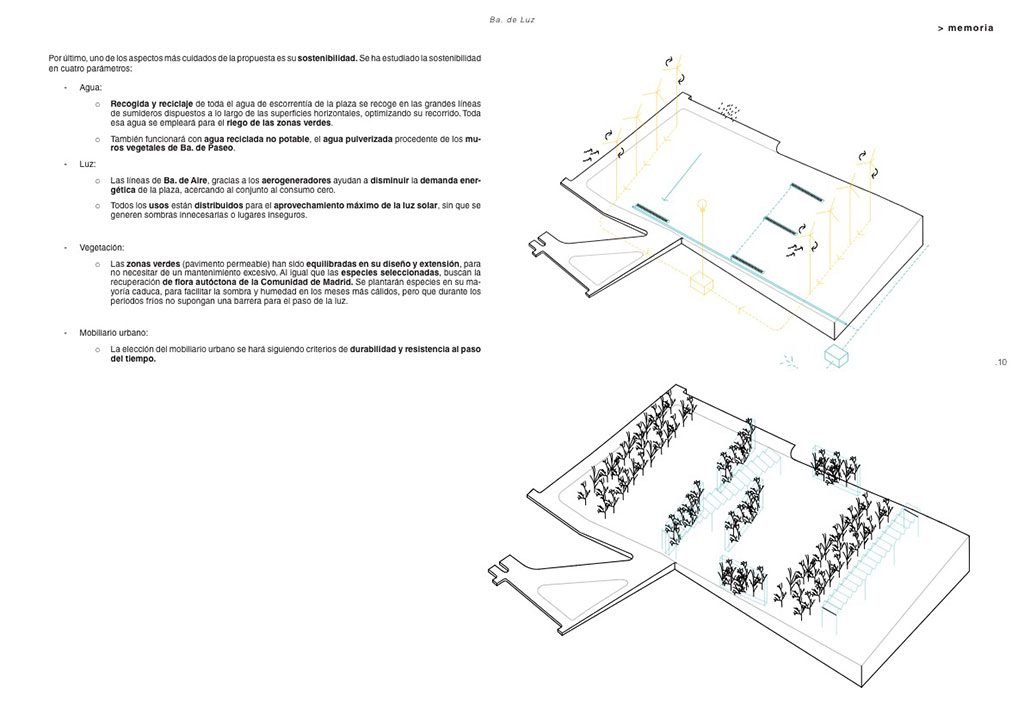 Ba. de Luz
> memoria
Por último, uno de los aspectos más cuidados de la propuesta es su sostenibilidad. Se ha estudiado la sostenibilidad
en cuatro parámetros:
- Agua:
o Recogida y reciclaje de toda el agua de escorrentía de la plaza se recoge en las grandes líneas
de sumideros dispuestos a lo largo de las superficies horizontales, optimizando su recorrido. Toda
esa agua se empleará para el riego de las zonas verdes.
o También funcionará con agua reciclada no potable, el agua pulverizada procedente de los mu-
ros vegetales de Ba. de Paseo.
- Luz:
o Las líneas de Ba. de Aire, gracias a los aerogeneradores ayudan a disminuir la demanda ener-
gética de la plaza, acercando al conjunto al consumo cero.
o Todos los usos están distribuidos para el aprovechamiento máximo de la luz solar, sin que se
generen sombras innecesarias o lugares inseguros.
- Vegetación:
o Las zonas verdes (pavimento permeable) han sido equilibradas en su diseño y extensión, para
no necesitar de un mantenimiento excesivo. Al igual que las especies seleccionadas, buscan la
recuperación de flora autóctona de la Comunidad de Madrid. Se plantarán especies en su ma-
yoría caduca, para facilitar la sombra y humedad en los meses más cálidos, pero que durante los
periodos fríos no supongan una barrera para el paso de la luz.
- Mobiliario urbano:
o La elección del mobiliario urbano se hará siguiendo criterios de durabilidad y resistencia al paso
del tiempo.
.10